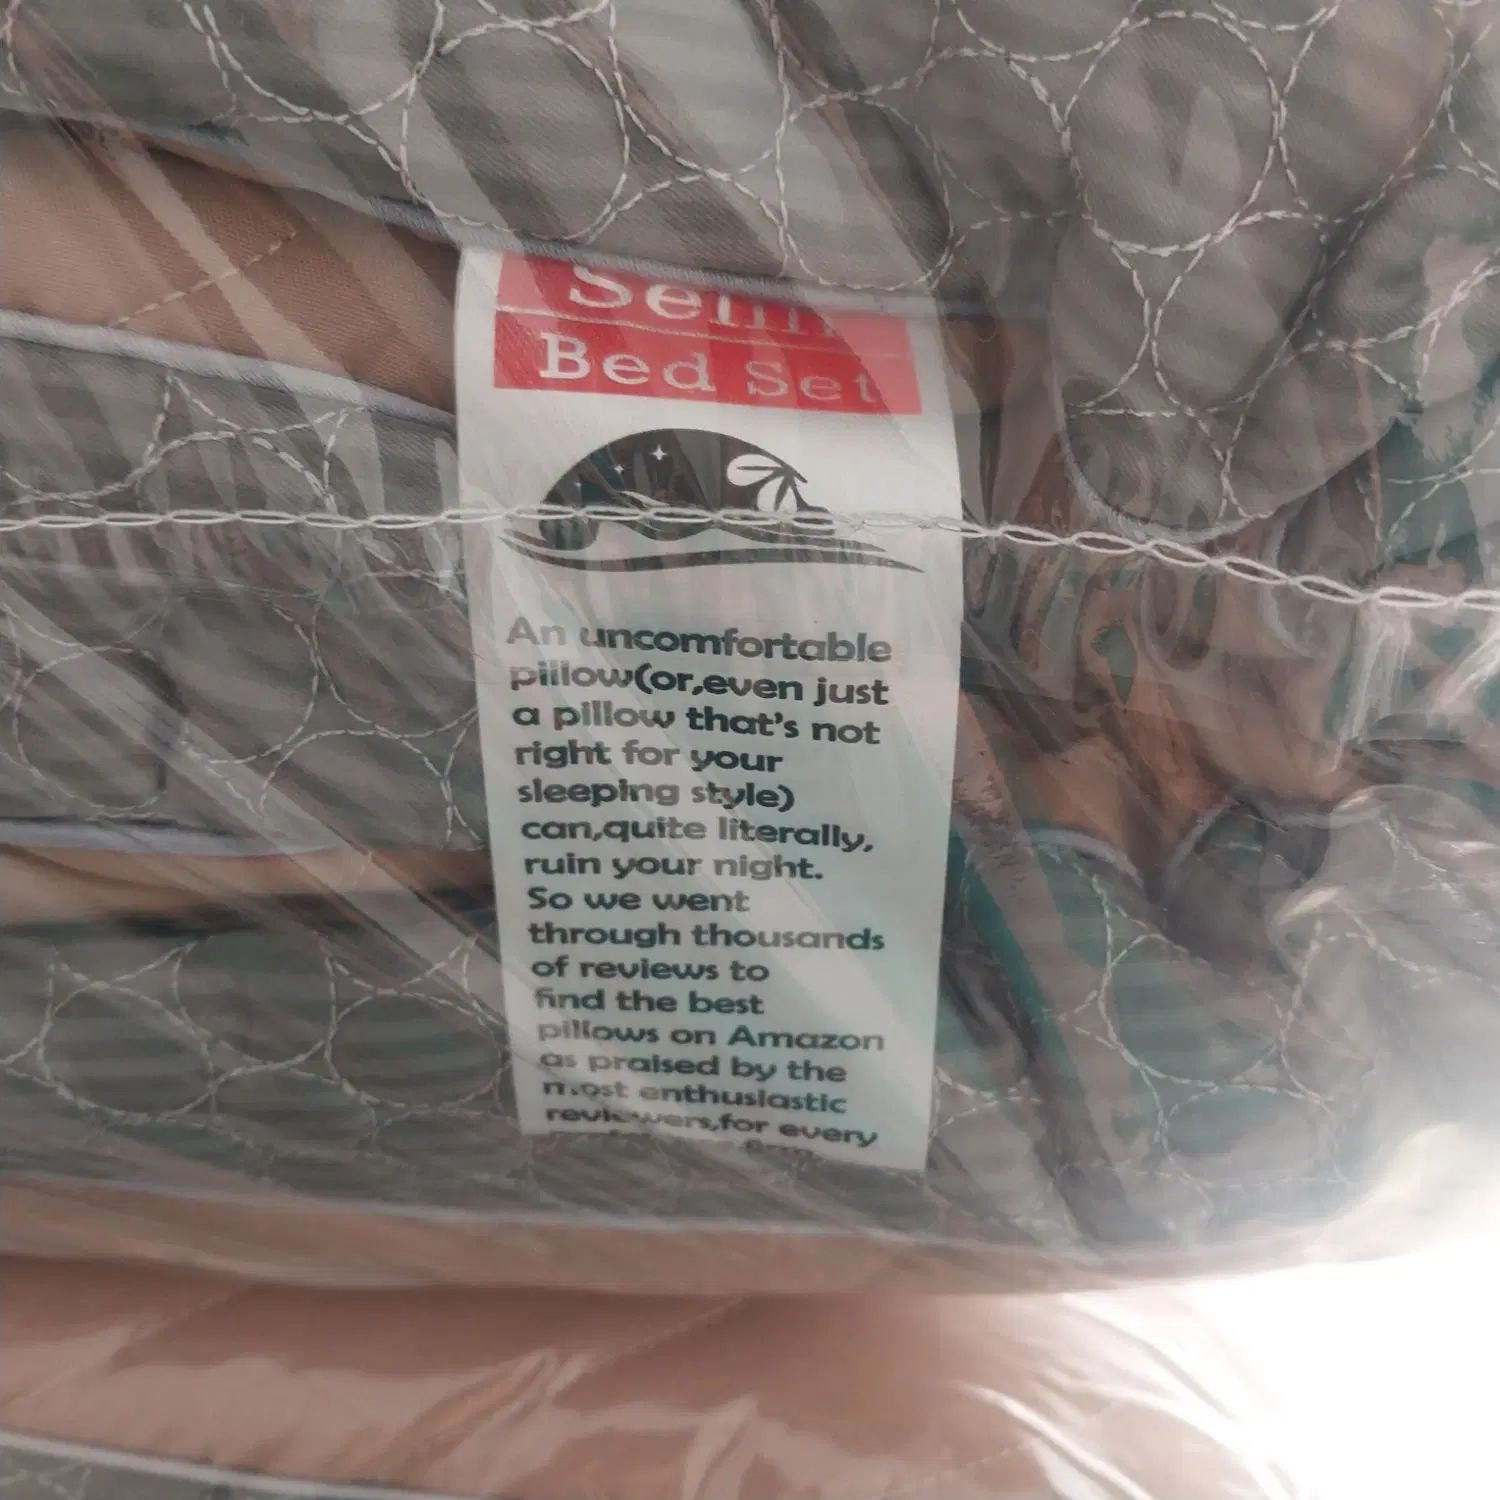 Bed Set
An uncomfortable
pillow(or,even just
a pillow that's not
right for your
sleeping style)
can,quite literally,
ruin your night.
So we went
through thousands
of reviews to
find the best
pillows on Amazon
as praised by the
most enthusiastic
reviewers,for every